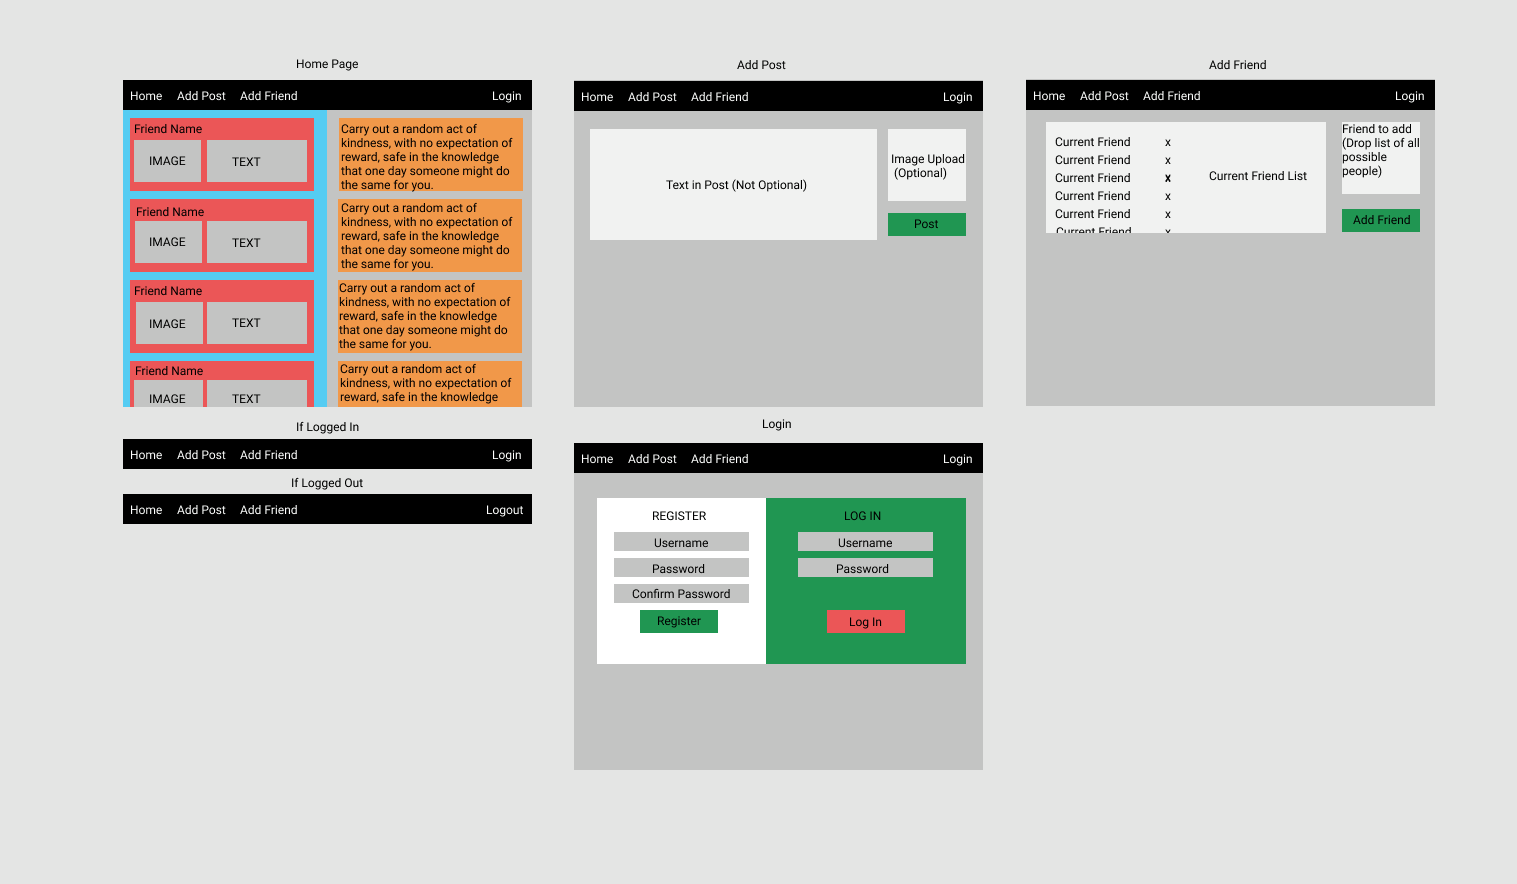 Home Page
Home Add Post Add Friend Login
Friend Name
IMAGE TEXT
Friend Name
IMAGE TEXT
Friend Name
IMAGE TEXT
Friend Name
IMAGE TEXT
Carry out a random act of
kindness, with no expectation of
reward, safe in the knowledge
that one day someone might do
the same for you.
Carry out a random act of
kindness, with no expectation of
reward, safe in the knowledge
that one day someone might do
the same for you.
Carry out a random act of
kindness, with no expectation of
reward, safe in the knowledge
that one day someone might do
the same for you.
Carry out a random act of
kindness, with no expectation of
reward, safe in the knowledge
If Logged In
Home Add Post Add Friend Login
If Logged Out
Home Add Post Add Friend Logout
Add Post
Home Add Post Add Friend Login
Text in Post (Not Optional)
Image Upload
(Optional)
Post
Login
Home Add Post Add Friend Login
REGISTER
Username
Password
Confirm Password
Register
LOG IN
Username
Password
Log In
Add Friend
Home Add Post Add Friend Login
Current Friend x
Current Friend x
Current Friend x
Current Friend x
Current Friend x
Current Friend x
Current Friend List
Friend to add
(Drop list of all
possible
people)
Add Friend